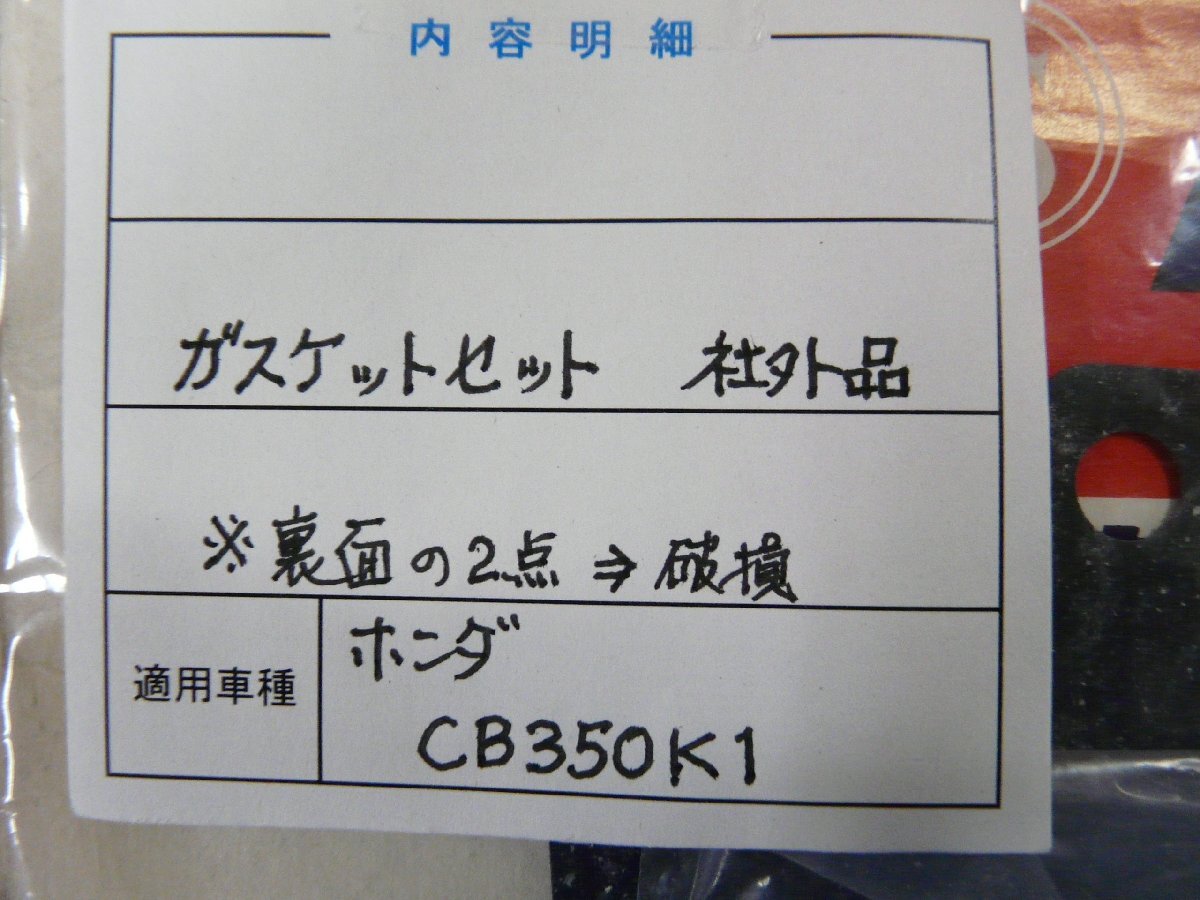 内容明細
ガスケットセット 社外品
※裏面の2点⇒破損
適用車種
ホンダ
CB350K1